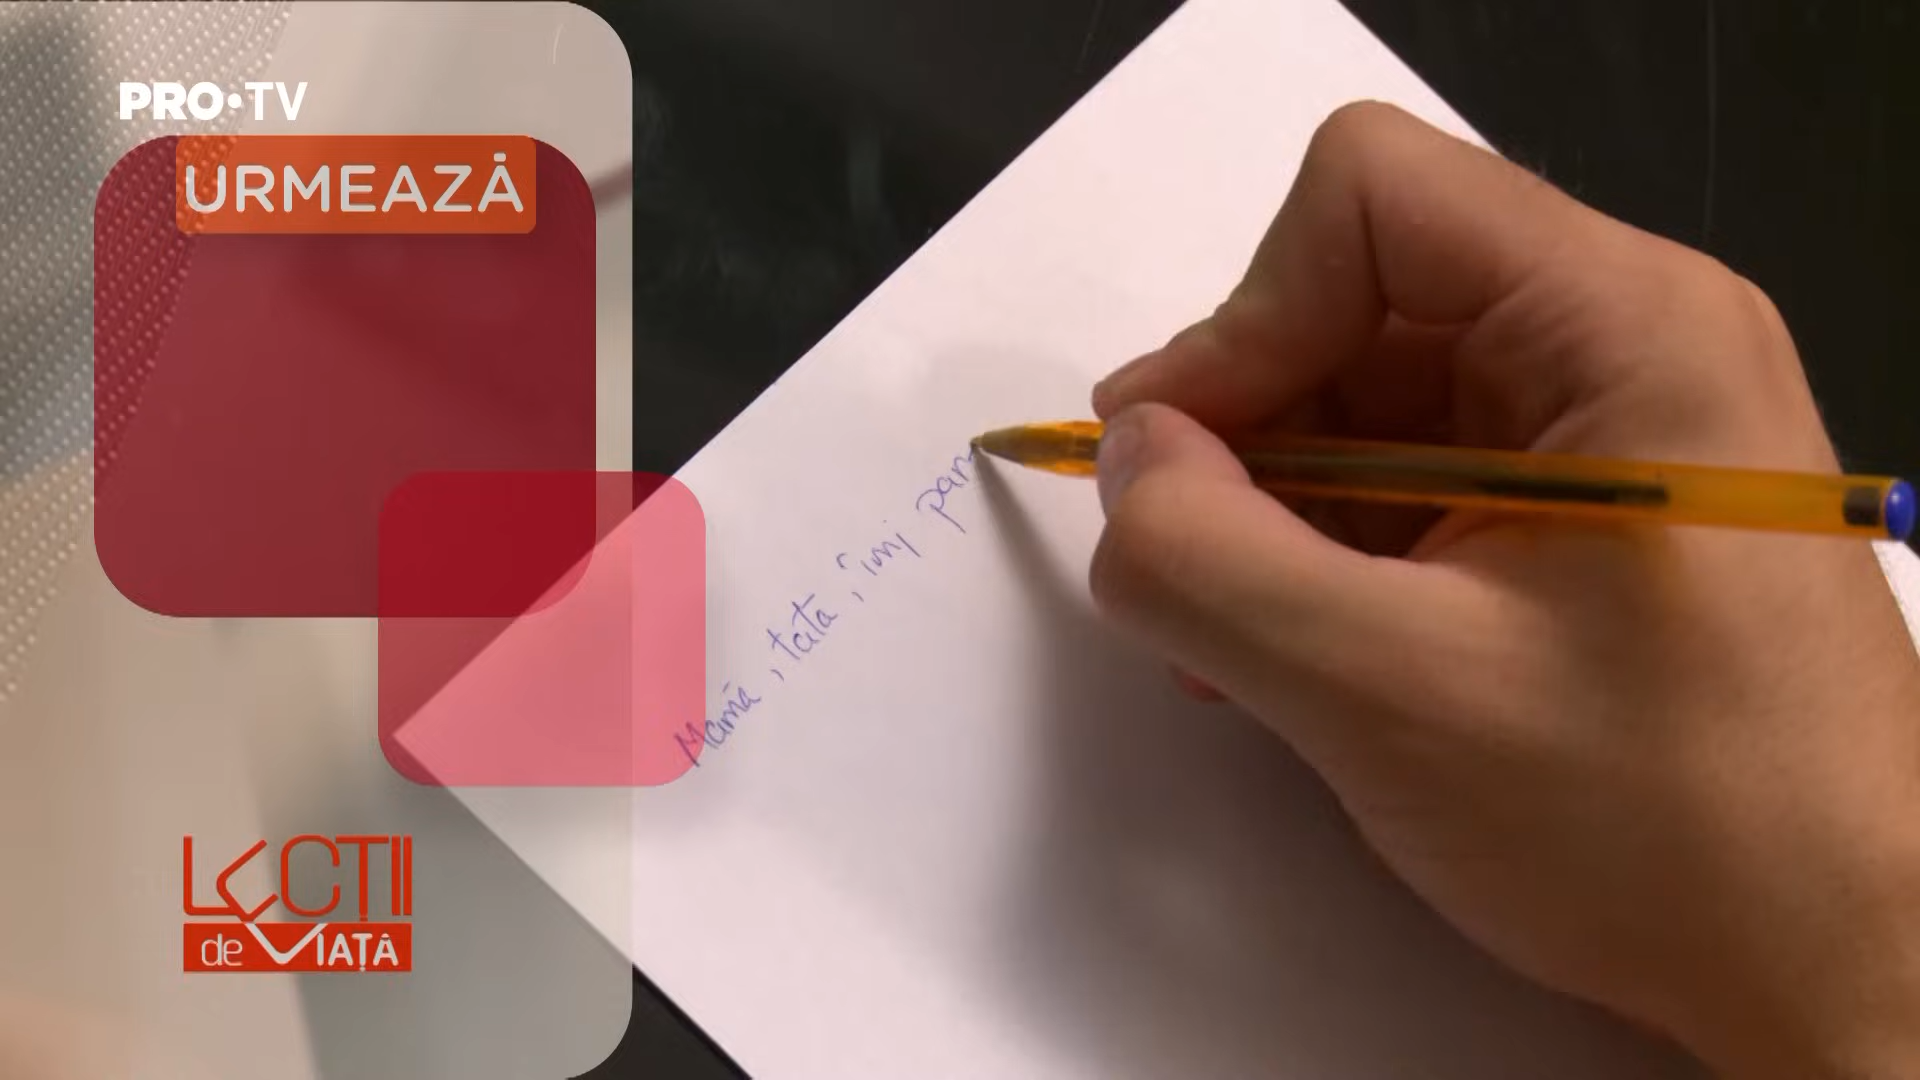 PRO•TV
URMEAZĂ
LECȚII
de VIAȚĂ
Mamă, tata, îmi par